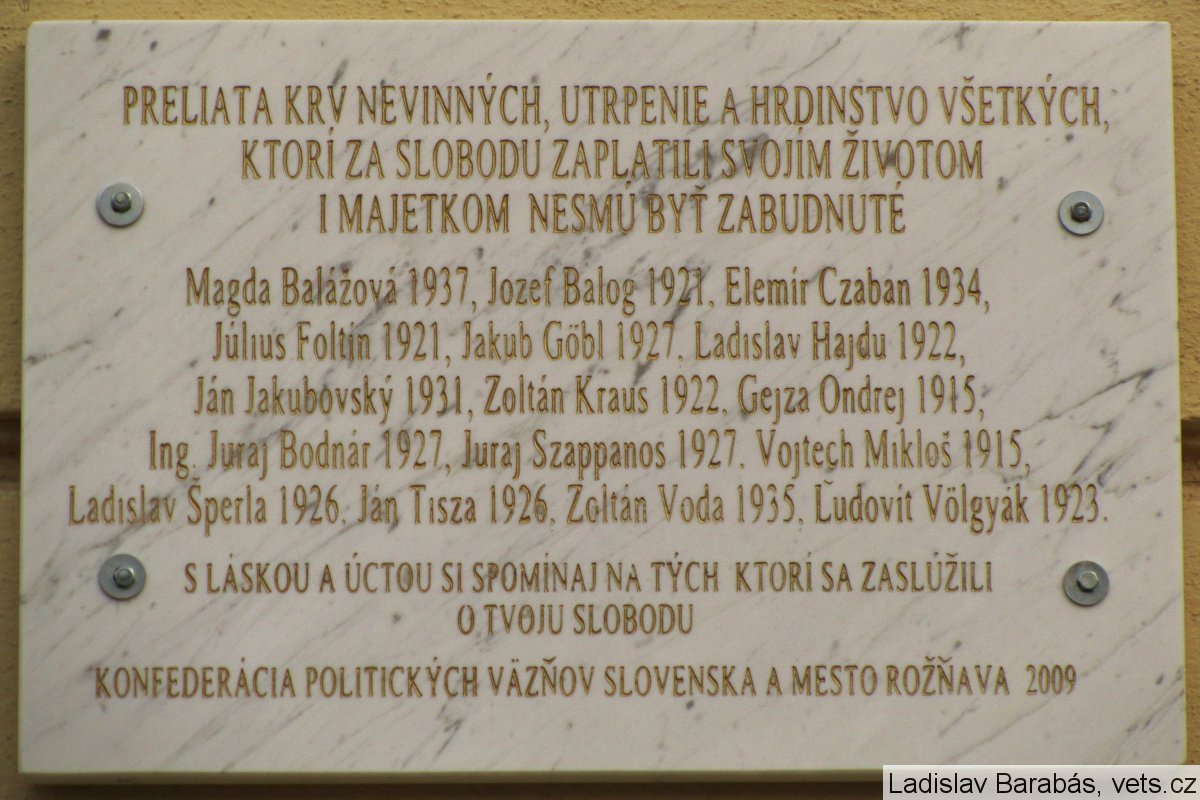 PRELIATA KRV NEVINNÝCH, UTRPENIE A HRDINSTVO VŠETKÝCH,
KTORÍ ZA SLOBODU ZAPLATILI SVOJÍM ŽIVOTOM
I MAJETKOM NESMÚ BYŤ ZABUDNUTÉ
Magda Balážová 1937, Jozef Balog 1921, Elemír Czaban 1934,
Július Foltín 1921, Jakub Göbl 1927, Ladislav Hajdu 1922,
Ján Jakubovský 1931, Zoltán Kraus 1922, Gejza Ondrej 1915,
Ing. Juraj Bodnár 1927, Juraj Szappanos 1927, Vojtech Mikloš 1915,
Ladislav Šperla 1926, Ján Tisza 1926, Zoltán Voda 1935, Ľudovít Völgyák 1923.
S LÁSKOU A ÚCTOU SI SPOMÍNAJ NA TÝCH KTORÍ SA ZASLÚŽILI
O TVOJU SLOBODU
KONFEDERÁCIA POLITICKÝCH VÄZŇOV SLOVENSKA A MESTO ROŽŇAVA 2009
Ladislav Barabás, vets.cz